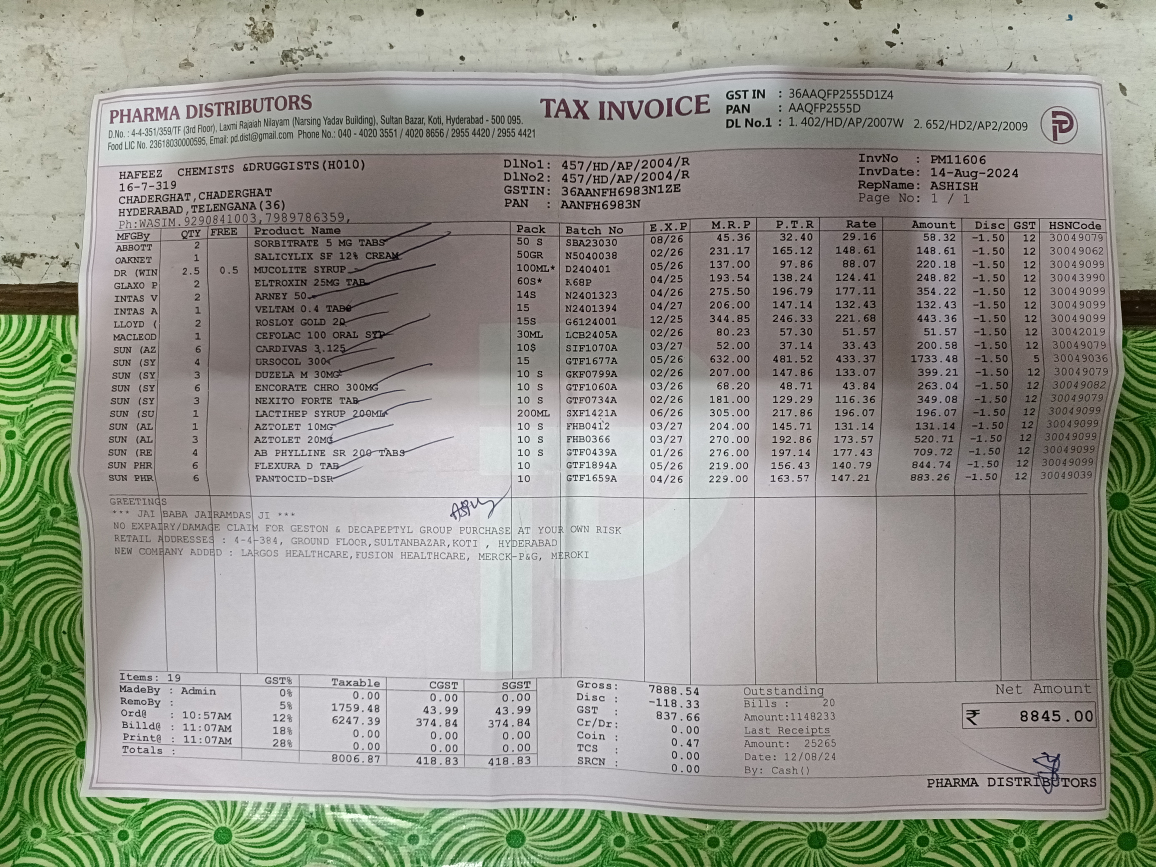 PHARMA DISTRIBUTORS
D.No. : 4-4-351/359/TF (3rd Floor), Laxmi Rajaiah Nilayam (Narsing Yadav Building), Sultan Bazar, Koti, Hyderabad - 500 095.
Food LIC No. 23618030000595, Email: pd.dist@gmail.com Phone No.: 040 - 4020 3551 / 4020 8656 / 2955 4420 / 2955 4421
TAX INVOICE
GST IN : 36AAQFP2555D1Z4
PAN : AAQFP2555D
DL No.1 : 1. 402/HD/AP/2007W 2. 652/HD2/AP2/2009
HAFEEZ CHEMISTS &DRUGGISTS(H010)
16-7-319
CHADERGHAT,CHADERGHAT
HYDERABAD,TELENGANA(36)
Ph:WASIM.9290841003,7989786359,
DlNo1: 457/HD/AP/2004/R
DlNo2: 457/HD/AP/2004/R
GSTIN: 36AANFH6983N1ZE
PAN : AANFH6983N
InvNo : PM11606
InvDate: 14-Aug-2024
RepName: ASHISH
Page No: 1 / 1
MFGBy QTY FREE Product Name Pack Batch No E.X.P M.R.P P.T.R Rate Amount Disc GST HSNCode
ABBOTT 2 SORBITRATE 5 MG TABS 50 S SBA23030 08/26 45.36 32.40 29.16 58.32 -1.50 12 30049079
OAKNET 1 SALICYLIX SF 12% CREAM 50GR N5040038 02/26 231.17 165.12 148.61 148.61 -1.50 12 30049062
DR (WIN 2.5 0.5 MUCOLITE SYRUP 100ML* D240401 05/26 137.00 97.86 88.07 220.18 -1.50 12 30049099
GLAXO P 2 ELTROXIN 25MG TAB 60S* R68P 04/25 193.54 138.24 124.41 248.82 -1.50 12 30043990
INTAS V 2 ARNEY 50 14S N2401323 04/26 275.50 196.79 177.11 354.22 -1.50 12 30049099
INTAS A 1 VELTAM 0.4 TABS 15 N2401394 04/27 206.00 147.14 132.43 132.43 -1.50 12 30049099
LLOYD ( 2 ROSLOY GOLD 20 15S G6124001 12/25 344.85 246.33 221.68 443.36 -1.50 12 30049099
MACLEOD 1 CEFOLAC 100 ORAL SYP 30ML LCB2405A 02/26 80.23 57.30 51.57 51.57 -1.50 12 30042019
SUN (AZ 6 CARDIVAS 3.125 10$ SIF1070A 03/27 52.00 37.14 33.43 200.58 -1.50 12 30049079
SUN (SY 4 URSOCOL 300 15 GTF1677A 05/26 632.00 481.52 433.37 1733.48 -1.50 5 30049036
SUN (SY 3 DUZELA M 30MG 10 S GKF0799A 02/26 207.00 147.86 133.07 399.21 -1.50 12 30049079
SUN (SY 6 ENCORATE CHRO 300MG 10 S GTF1060A 03/26 68.20 48.71 43.84 263.04 -1.50 12 30049082
SUN (SY 3 NEXITO FORTE TAB 10 S GTF0734A 02/26 181.00 129.29 116.36 349.08 -1.50 12 30049079
SUN (SU 1 LACTIHEP SYRUP 200ML 200ML SXF1421A 06/26 305.00 217.86 196.07 196.07 -1.50 12 30049099
SUN (AL 1 AZTOLET 10MG 10 S FHB0412 03/27 204.00 145.71 131.14 131.14 -1.50 12 30049099
SUN (AL 3 AZTOLET 20MG 10 S FHB0366 03/27 270.00 192.86 173.57 520.71 -1.50 12 30049099
SUN (RE 4 AB PHYLLINE SR 200 TABS 10 S GTF0439A 01/26 276.00 197.14 177.43 709.72 -1.50 12 30049099
SUN PHR 6 FLEXURA D TAB 10 GTF1894A 05/26 219.00 156.43 140.79 844.74 -1.50 12 30049099
SUN PHR 6 PANTOCID-DSR 10 GTF1659A 04/26 229.00 163.57 147.21 883.26 -1.50 12 30049039
GREETINGS
*** JAI BABA JAIRAMDAS JI ***
NO EXPAIRY/DAMAGE CLAIM FOR GESTON & DECAPEPTYL GROUP PURCHASE AT YOUR OWN RISK
RETAIL ADDRESSES : 4-4-384, GROUND FLOOR,SULTANBAZAR,KOTI , HYDERABAD
NEW COMPANY ADDED : LARGOS HEALTHCARE,FUSION HEALTHCARE, MERCK-P&G, MEROKI
Items: 19
MadeBy : Admin
RemoBy :
Ord@ : 10:57AM
Billd@ : 11:07AM
Print@ : 11:07AM
Totals :
GST% Taxable CGST SGST
0% 0.00 0.00 0.00
5% 1759.48 43.99 43.99
12% 6247.39 374.84 374.84
18% 0.00 0.00 0.00
28% 0.00 0.00 0.00
8006.87 418.83 418.83
Gross: 7888.54
Disc : -118.33
GST : 837.66
Cr/Dr: 0.00
Coin : 0.47
TCS : 0.00
SRCN : 0.00
Outstanding
Bills : 20
Amount:1148233
Last Receipts
Amount: 25265
Date: 12/08/24
By: Cash()
Net Amount
₹ 8845.00
PHARMA DISTRIBUTORS